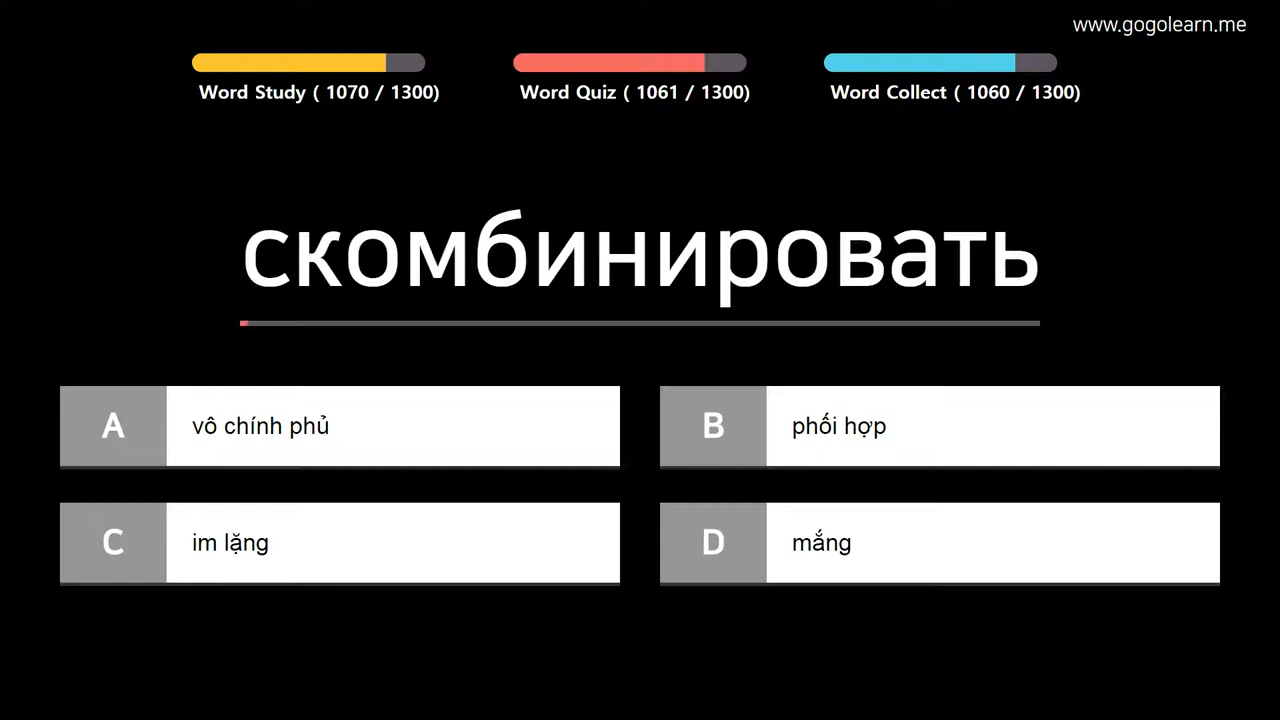 www.gogolearn.me
Word Study ( 1070 / 1300)
Word Quiz ( 1061 / 1300)
Word Collect ( 1060 / 1300)
скомбинировать
A vô chính phủ
B phối hợp
C im lặng
D mắng